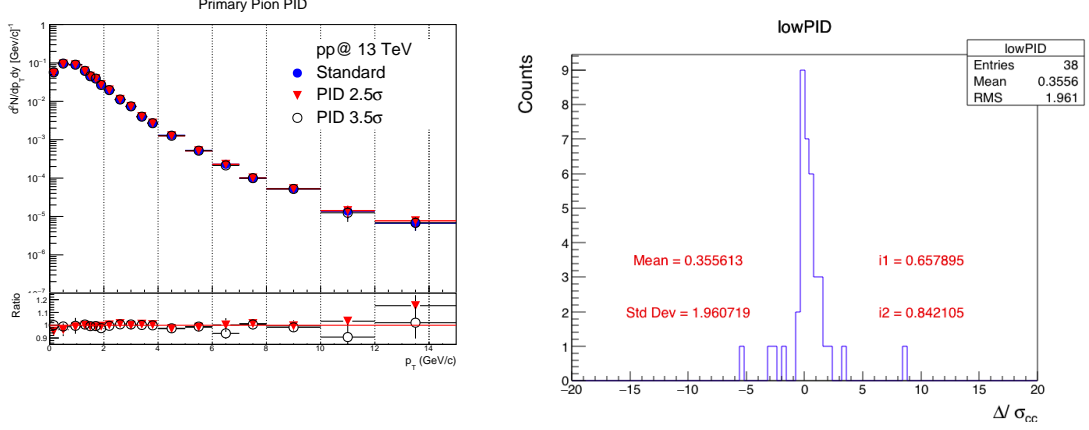 Primary Pion PID
d²N/dp_T dy [Gev/c]⁻¹
1
10⁻¹
10⁻²
10⁻³
10⁻⁴
10⁻⁵
10⁻⁶
10⁻⁷
pp@ 13 TeV
Standard
PID 2.5σ
PID 3.5σ
Ratio
1.2
1.1
1
0.9
0 2 4 6 8 10 12 14
p_T (GeV/c)
lowPID
Counts
9
8
7
6
5
4
3
2
1
0
lowPID
Entries 38
Mean 0.3556
RMS 1.961
Mean = 0.355613
i1 = 0.657895
Std Dev = 1.960719
i2 = 0.842105
−20 −15 −10 −5 0 5 10 15 20
Δ/ σ_cc